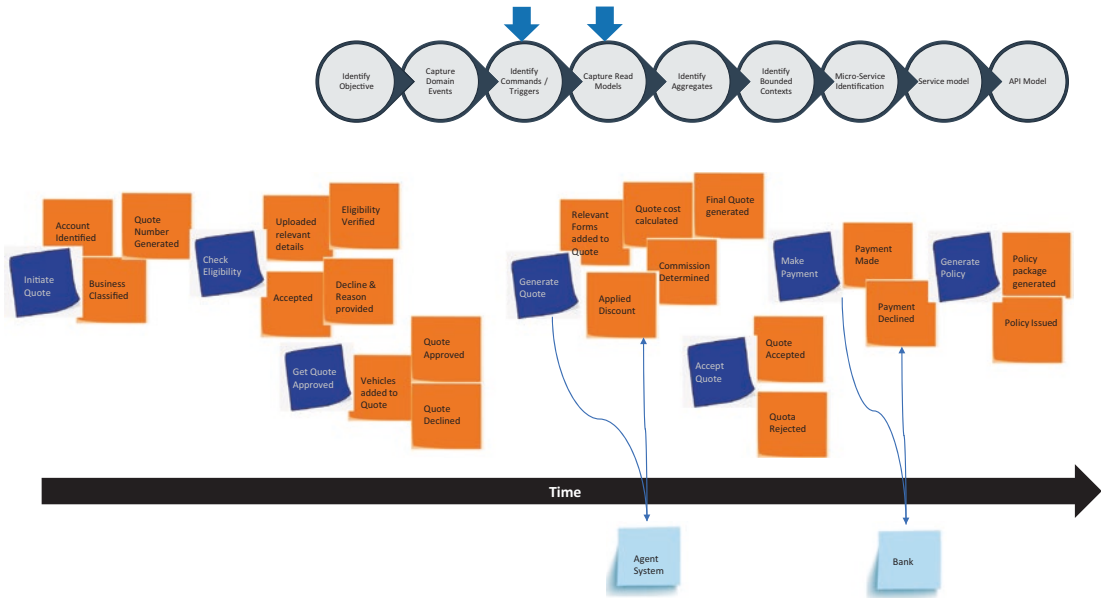 Identify
Objective
Capture
Domain
Events
Identify
Commands /
Triggers
Capture Read
Models
Identify
Aggregates
Identify
Bounded
Contexts
Micro-Service
Identification
Service model
API Model
Account
Identified
Quote
Number
Generated
Initiate
Quote
Business
Classified
Uploaded
relevant
details
Eligibility
Verified
Check
Eligibility
Accepted
Decline &
Reason
provided
Get Quote
Approved
Vehicles
added to
Quote
Quote
Approved
Quote
Declined
Relevant
Forms
added to
Quote
Quote cost
calculated
Final Quote
generated
Generate
Quote
Applied
Discount
Commission
Determined
Accept
Quote
Quote
Accepted
Quota
Rejected
Make
Payment
Payment
Made
Payment
Declined
Generate
Policy
Policy
package
generated
Policy Issued
Time
Agent
System
Bank